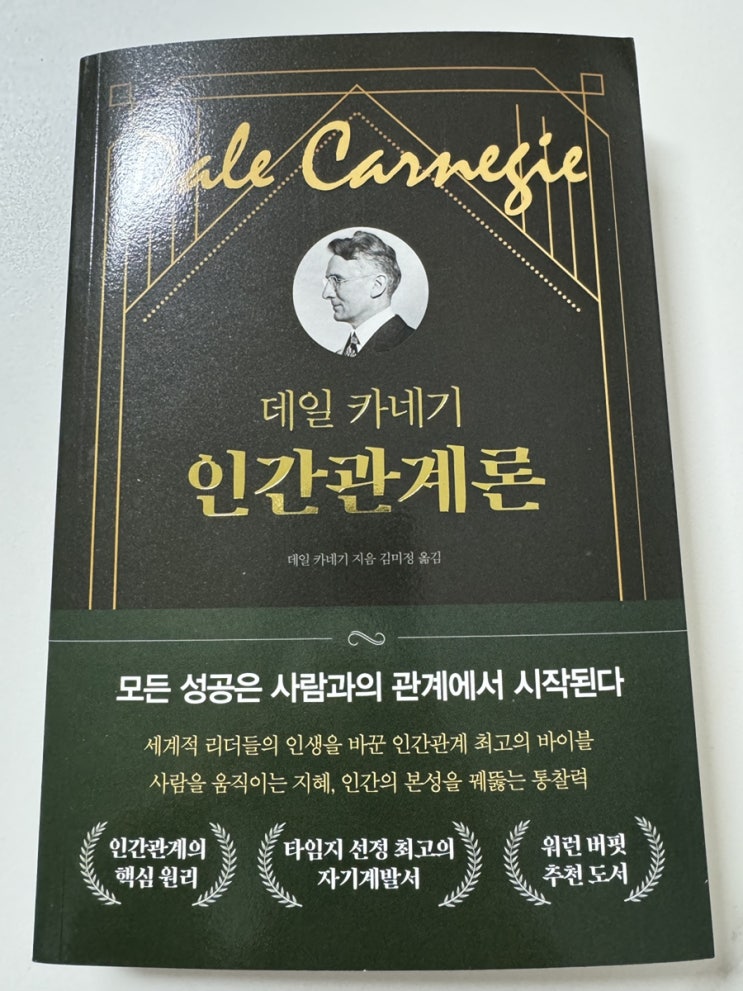 Dale Carnegie
데일 카네기
인간관계론
데일 카네기 지음 김미정 옮김
모든 성공은 사람과의 관계에서 시작된다
세계적 리더들의 인생을 바꾼 인간관계 최고의 바이블
사람을 움직이는 지혜, 인간의 본성을 꿰뚫는 통찰력
인간관계의
핵심 원리
타임지 선정 최고의
자기계발서
워런 버핏
추천 도서